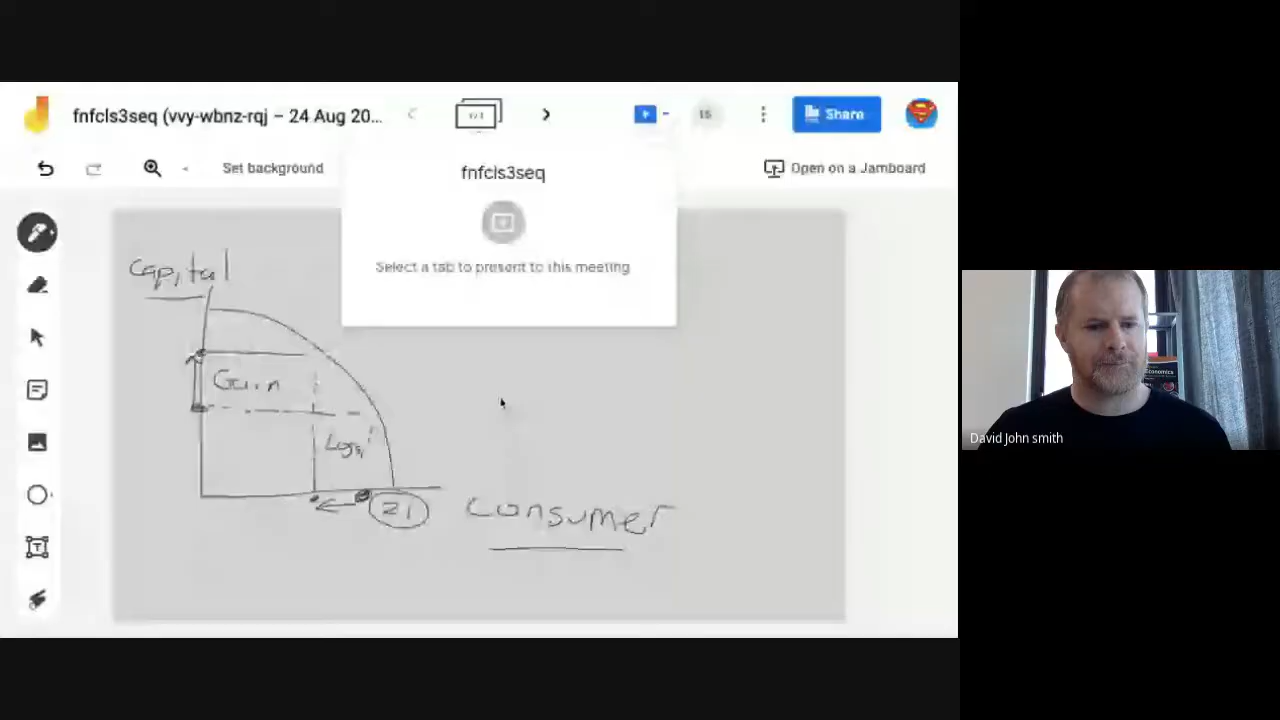 fnfcls3seq (vvy-wbnz-rqj – 24 Aug 20...
Share
Set background
Open on a Jamboard
fnfcls3seq
Select a tab to present to this meeting
Capital
Gain
Loss
21
Consumer
Economics
David John smith